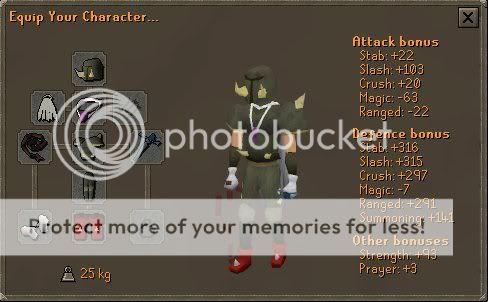 Equip Your Character...
Attack bonus
Stab: +22
Slash: +103
Crush: +20
Magic: -63
Ranged: -22
photobucket
Defence bonus
Stab: +316
Slash: +315
Crush: +297
Magic: -7
Ranged: +291
Summoning: +141
Protect more of your memories for less!
Other bonuses
Strength: +93
Prayer: +3
25 kg